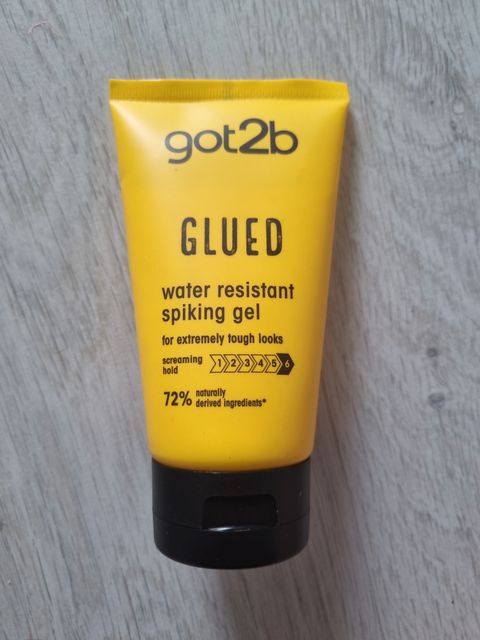 got2b
GLUED
water resistant
spiking gel
for extremely tough looks
screaming
hold
1 2 3 4 5 6
72% naturally
derived ingredients*